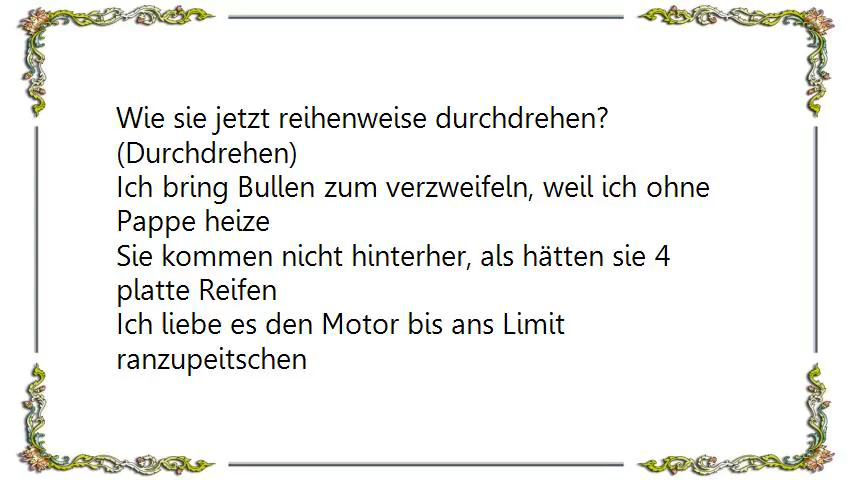 Wie sie jetzt reihenweise durchdrehen?
(Durchdrehen)
Ich bring Bullen zum verzweifeln, weil ich ohne
Pappe heize
Sie kommen nicht hinterher, als hätten sie 4
platte Reifen
Ich liebe es den Motor bis ans Limit
ranzupeitschen